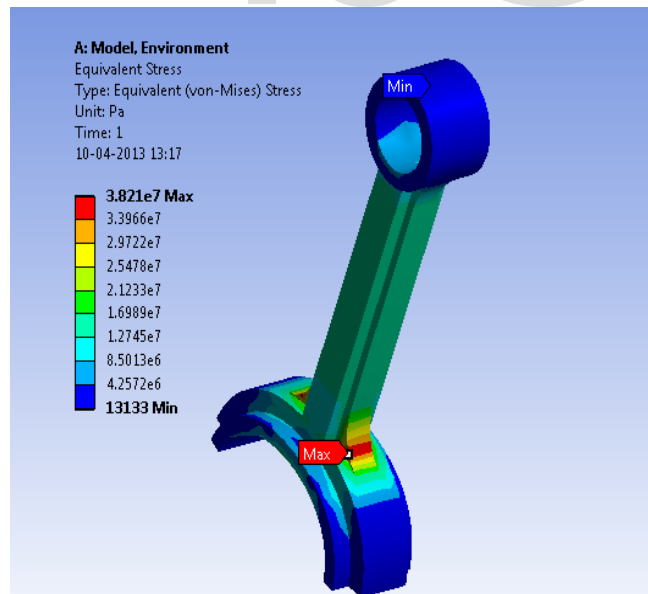 A: Model, Environment
Equivalent Stress
Type: Equivalent (von-Mises) Stress
Unit: Pa
Time: 1
10-04-2013 13:17
3.821e7 Max
3.3966e7
2.9722e7
2.5478e7
2.1233e7
1.6989e7
1.2745e7
8.5013e6
4.2572e6
13133 Min
Min
Max